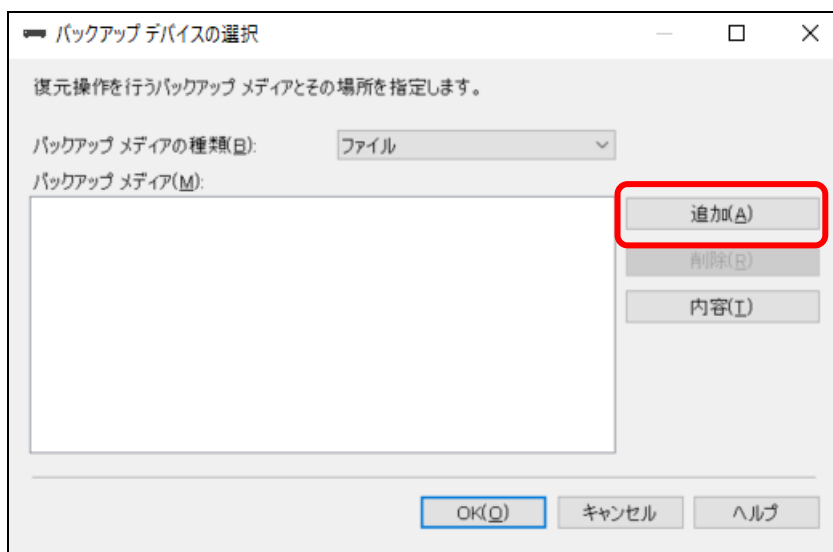 バックアップ デバイスの選択
復元操作を行うバックアップ メディアとその場所を指定します。
バックアップ メディアの種類(B): ファイル
バックアップ メディア(M):
追加(A)
削除(R)
内容(T)
OK(O) キャンセル ヘルプ